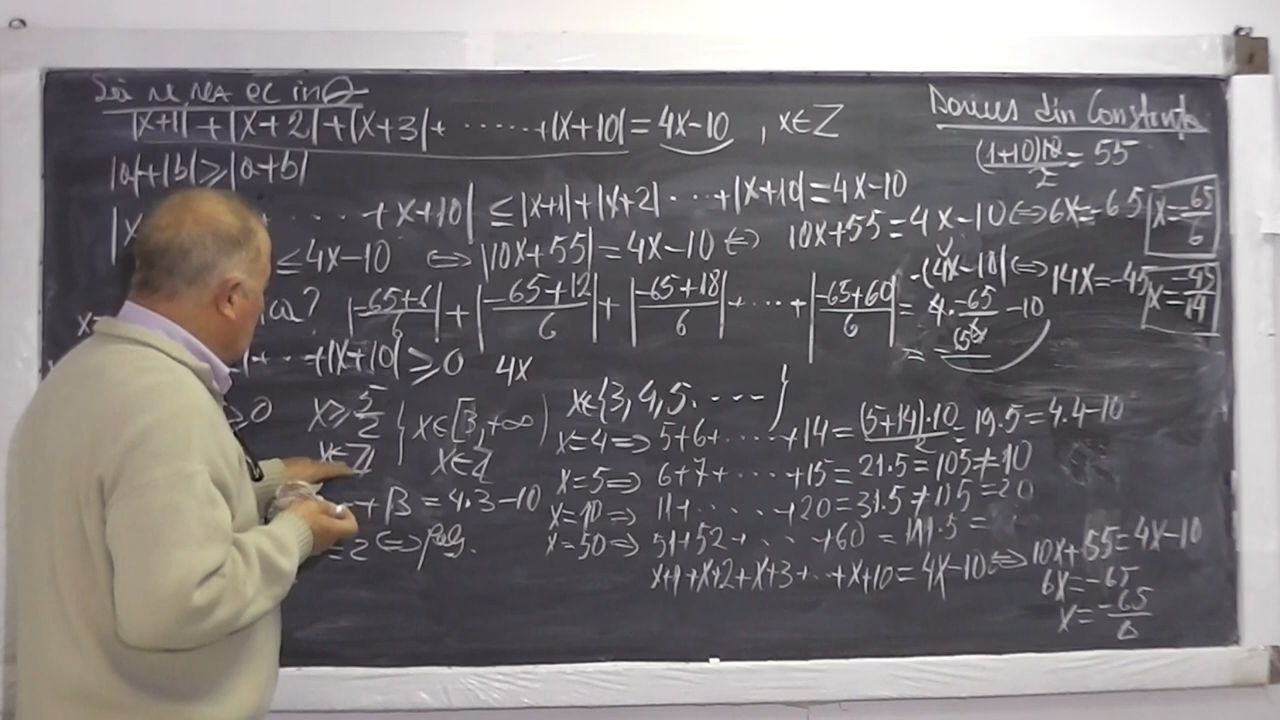 Să se rez ec în Q
|x+1| + |x+2| + |x+3| + ...... + |x+10| = 4x-10 , x∈Z
Darius din Constanța
(1+10)10/2 = 55
|a|+|b| ≥ |a+b|
+ x+10| ≤ |x+1|+|x+2| ...+|x+10| = 4x-10
≤ 4x-10 ⇔ |10x+55| = 4x-10 ⇔ 10x+55 = 4x-10 ⇔ 6x=-65 x=-65/6
-(4x-10) ⇔ 14x=-45 x=-45/14
|-65+6/6| + |-65+12/6| + |-65+18/6| + ... + |-65+60/6| = 4·-65/6 -10
+ ... +|x+10| ≥ 0 4x
≥0 x ≥ 5/2 x∈Z } x∈[3,+∞) x∈Z
x∈{3,4,5.....}
+13 = 4·3-10
=2 ⇔ fals.
x=4 ⇒ 5+6+.....+14 = (5+14)·10/2 = 19·5 = 4·4-10
x=5 ⇒ 6+7+.....+15 = 21·5 = 105 ≠ 10
x=10 ⇒ 11+.....+20 = 31·5
x=50 ⇒ 51+52+....+60 = 111·5 =
x+1+x+2+x+3+...+x+10 = 4x-10 ⇔ 10x+55=4x-10
6x=-65
x=-65/6